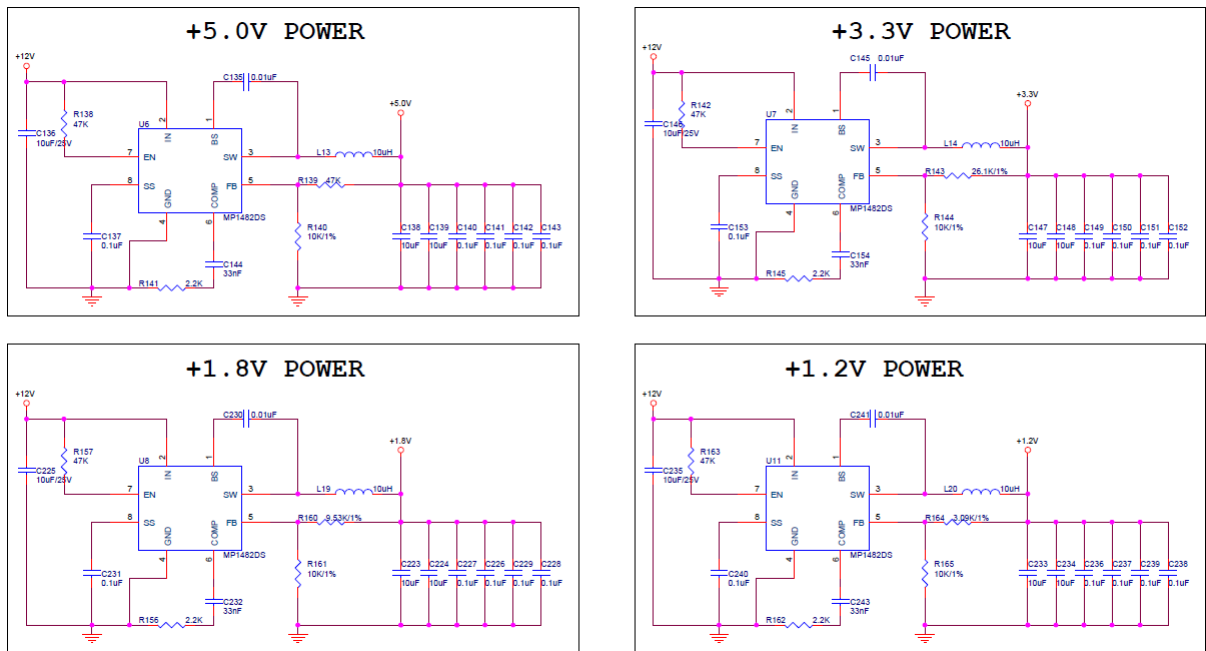 +5.0V POWER
+12V
C135 0.01uF
R138
47K
+5.0V
C136
10uF/25V
U6
2
1
IN
BS
7 EN
SW 3
L13 10uH
8 SS
FB 5
R139 47K
GND
COMP
MP1482DS
4
6
C137
0.1uF
R140
10K/1%
C138 C139 C140 C141 C142 C143
10uF 10uF 0.1uF 0.1uF 0.1uF 0.1uF
C144
33nF
R141 2.2K
+3.3V POWER
+12V
C145 0.01uF
R142
47K
+3.3V
C146
10uF/25V
U7
2
1
IN
BS
7 EN
SW 3
L14 10uH
8 SS
FB 5
R143 26.1K/1%
GND
COMP
MP1482DS
4
6
C153
0.1uF
R144
10K/1%
C147 C148 C149 C150 C151 C152
10uF 10uF 0.1uF 0.1uF 0.1uF 0.1uF
C154
33nF
R145 2.2K
+1.8V POWER
+12V
C230 0.01uF
R157
47K
+1.8V
C225
10uF/25V
U8
2
1
IN
BS
7 EN
SW 3
L19 10uH
8 SS
FB 5
R160 9.53K/1%
GND
COMP
MP1482DS
4
6
C231
0.1uF
R161
10K/1%
C223 C224 C227 C226 C229 C228
10uF 10uF 0.1uF 0.1uF 0.1uF 0.1uF
C232
33nF
R156 2.2K
+1.2V POWER
+12V
C241 0.01uF
R163
47K
+1.2V
C235
10uF/25V
U11
2
1
IN
BS
7 EN
SW 3
L20 10uH
8 SS
FB 5
R164 3.09K/1%
GND
COMP
MP1482DS
4
6
C240
0.1uF
R165
10K/1%
C233 C234 C236 C237 C239 C238
10uF 10uF 0.1uF 0.1uF 0.1uF 0.1uF
C243
33nF
R162 2.2K